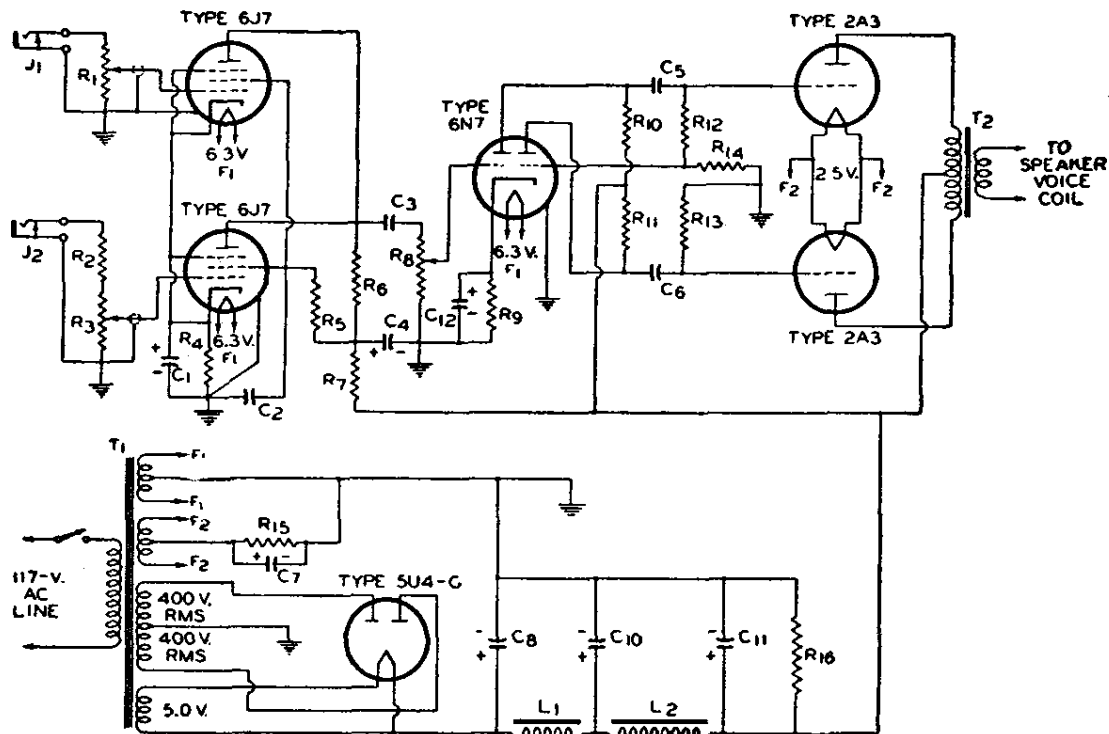 TYPE 6J7
TYPE 2A3
J1
R1
6.3V
F1
TYPE 6J7
J2
R2
R3
6.3V.
F1
R4
C1
C2
C3
R8
R6
R5
C4
R7
C12
R9
TYPE
6N7
6.3V.
F1
C5
R10
R12
R14
R11
R13
C6
F2
2.5V.
F2
T2
TO
SPEAKER
VOICE
COIL
TYPE 2A3
T1
F1
F1
F2
F2
R15
C7
117-V.
AC
LINE
400 V.
RMS
400 V.
RMS
5.0 V.
TYPE 5U4-G
C8
C10
C11
R16
L1
L2